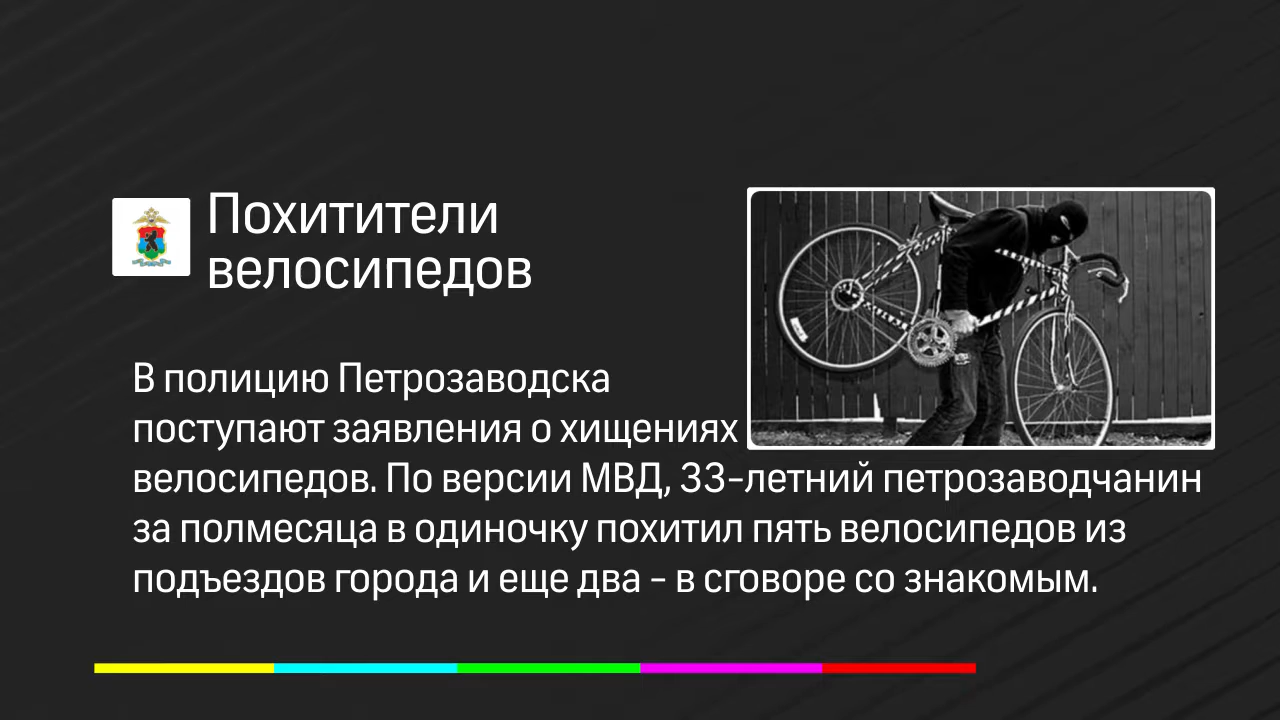 Похитители
велосипедов
В полицию Петрозаводска
поступают заявления о хищениях
велосипедов. По версии МВД, 33-летний петрозаводчанин
за полмесяца в одиночку похитил пять велосипедов из
подъездов города и еще два - в сговоре со знакомым.